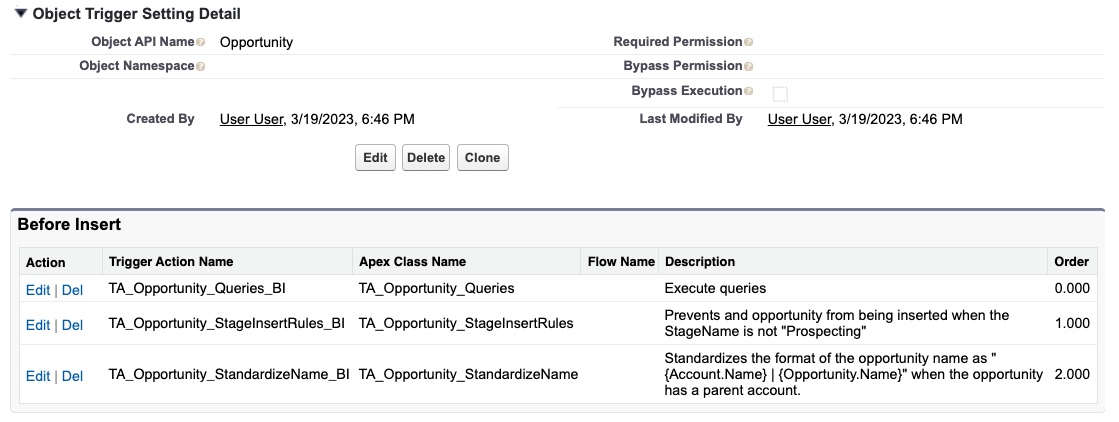 Object Trigger Setting Detail
Object API Name Opportunity Required Permission
Object Namespace Bypass Permission
Bypass Execution
Created By User User, 3/19/2023, 6:46 PM Last Modified By User User, 3/19/2023, 6:46 PM
Edit Delete Clone
Before Insert
Action Trigger Action Name Apex Class Name Flow Name Description Order
Edit | Del TA_Opportunity_Queries_BI TA_Opportunity_Queries Execute queries 0.000
Edit | Del TA_Opportunity_StageInsertRules_BI TA_Opportunity_StageInsertRules Prevents and opportunity from being inserted when the 1.000
StageName is not "Prospecting"
Standardizes the format of the opportunity name as "
Edit | Del TA_Opportunity_StandardizeName_BI TA_Opportunity_StandardizeName {Account.Name} | {Opportunity.Name}" when the opportunity 2.000
has a parent account.